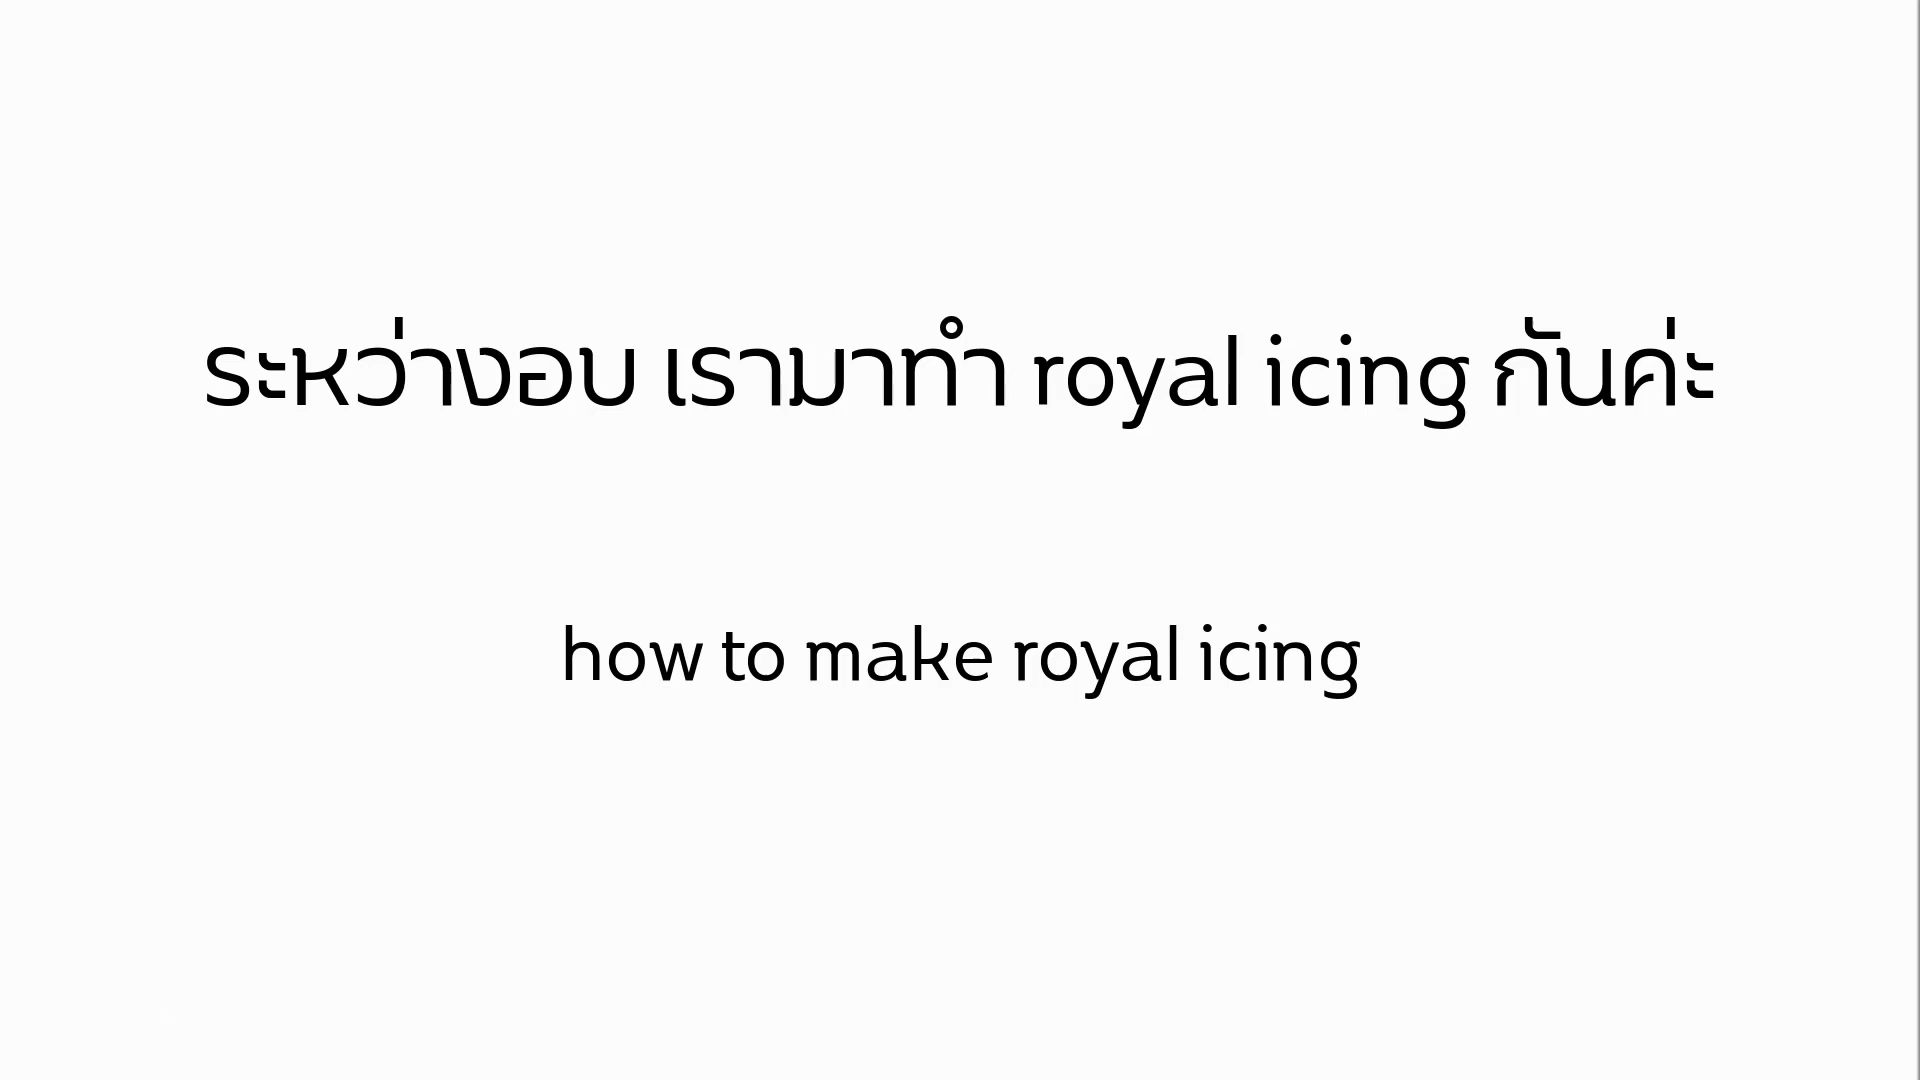 ระหว่างอบ เรามาทำ royal icing กันค่ะ
how to make royal icing